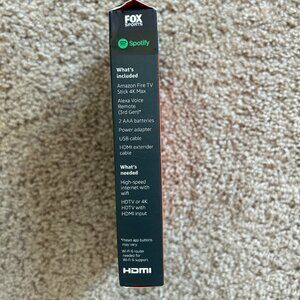 FOX
SPORTS
Spotify
What's
included
Amazon Fire TV
Stick 4K Max
Alexa Voice
Remote
(3rd Gen)*
2 AAA batteries
Power adapter
USB cable
HDMI extender
cable
What's
needed
High-speed
internet with
wifi
HDTV or 4K
HDTV with
HDMI input
*Preset app buttons
may vary.
Wi-Fi 6 router
needed for
Wi-Fi 6 support.
HDMI